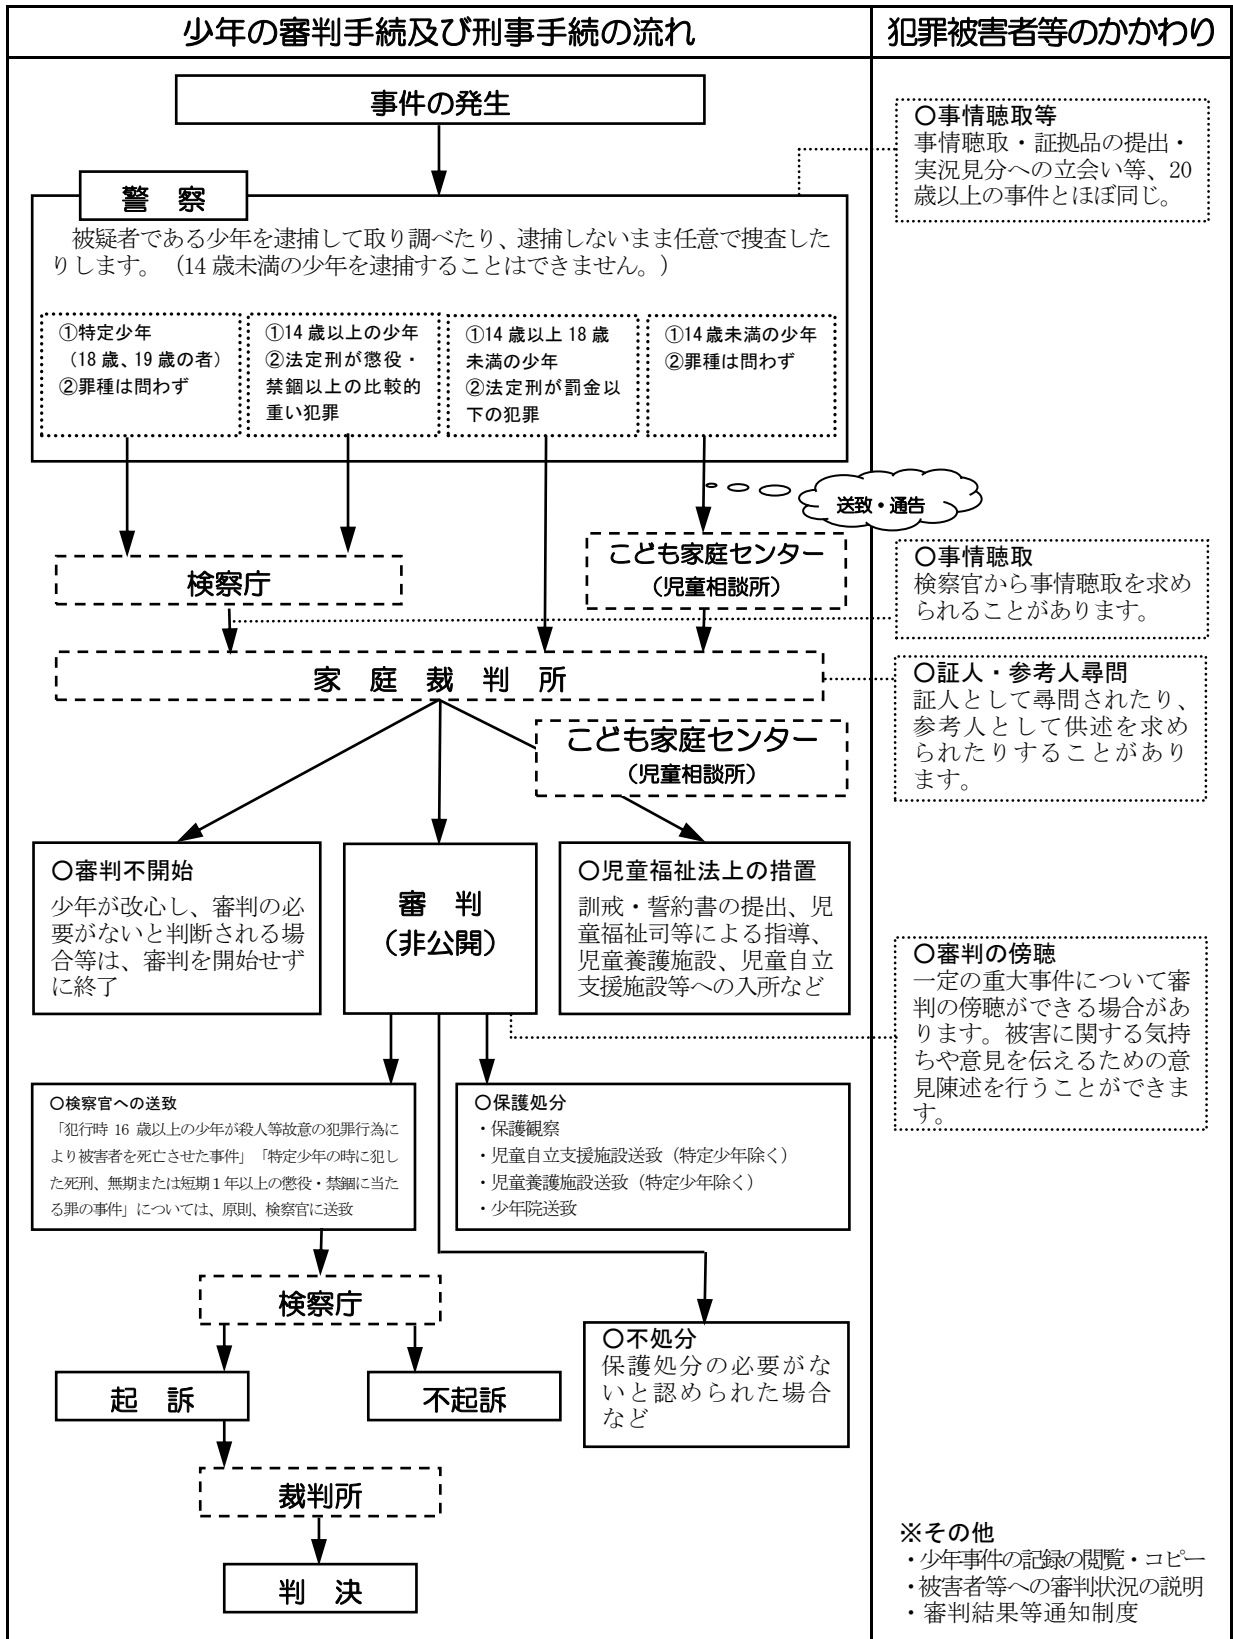 少年の審判手続及び刑事手続の流れ
犯罪被害者等のかかわり
事件の発生
○事情聴取等
事情聴取・証拠品の提出・
実況見分への立会い等、20
歳以上の事件とほぼ同じ。
警 察
被疑者である少年を逮捕して取り調べたり、逮捕しないまま任意で捜査した
りします。（14 歳未満の少年を逮捕することはできません。）
①特定少年
（18 歳、19 歳の者）
②罪種は問わず
①14 歳以上の少年
②法定刑が懲役・
禁錮以上の比較的
重い犯罪
①14 歳以上 18 歳
未満の少年
②法定刑が罰金以
下の犯罪
①14 歳未満の少年
②罪種は問わず
送致・通告
検察庁
こども家庭センター
（児童相談所）
○事情聴取
検察官から事情聴取を求め
られることがあります。
家 庭 裁 判 所
○証人・参考人尋問
証人として尋問されたり、
参考人として供述を求め
られたりすることがあり
ます。
こども家庭センター
（児童相談所）
○審判不開始
少年が改心し、審判の必
要がないと判断される場
合等は、審判を開始せず
に終了
審 判
（非公開）
○児童福祉法上の措置
訓戒・誓約書の提出、児
童福祉司等による指導、
児童養護施設、児童自立
支援施設等への入所など
○審判の傍聴
一定の重大事件について審
判の傍聴ができる場合があ
ります。被害に関する気持
ちや意見を伝えるための意
見陳述を行うことができま
す。
○検察官への送致
「犯行時 16 歳以上の少年が殺人等故意の犯罪行為に
より被害者を死亡させた事件」「特定少年の時に犯し
た死刑、無期または短期１年以上の懲役・禁錮に当た
る罪の事件」については、原則、検察官に送致
○保護処分
・保護観察
・児童自立支援施設送致（特定少年除く）
・児童養護施設送致（特定少年除く）
・少年院送致
検察庁
○不処分
保護処分の必要がな
いと認められた場合
など
起 訴
不起訴
裁判所
判 決
※その他
・少年事件の記録の閲覧・コピー
・被害者等への審判状況の説明
・審判結果等通知制度